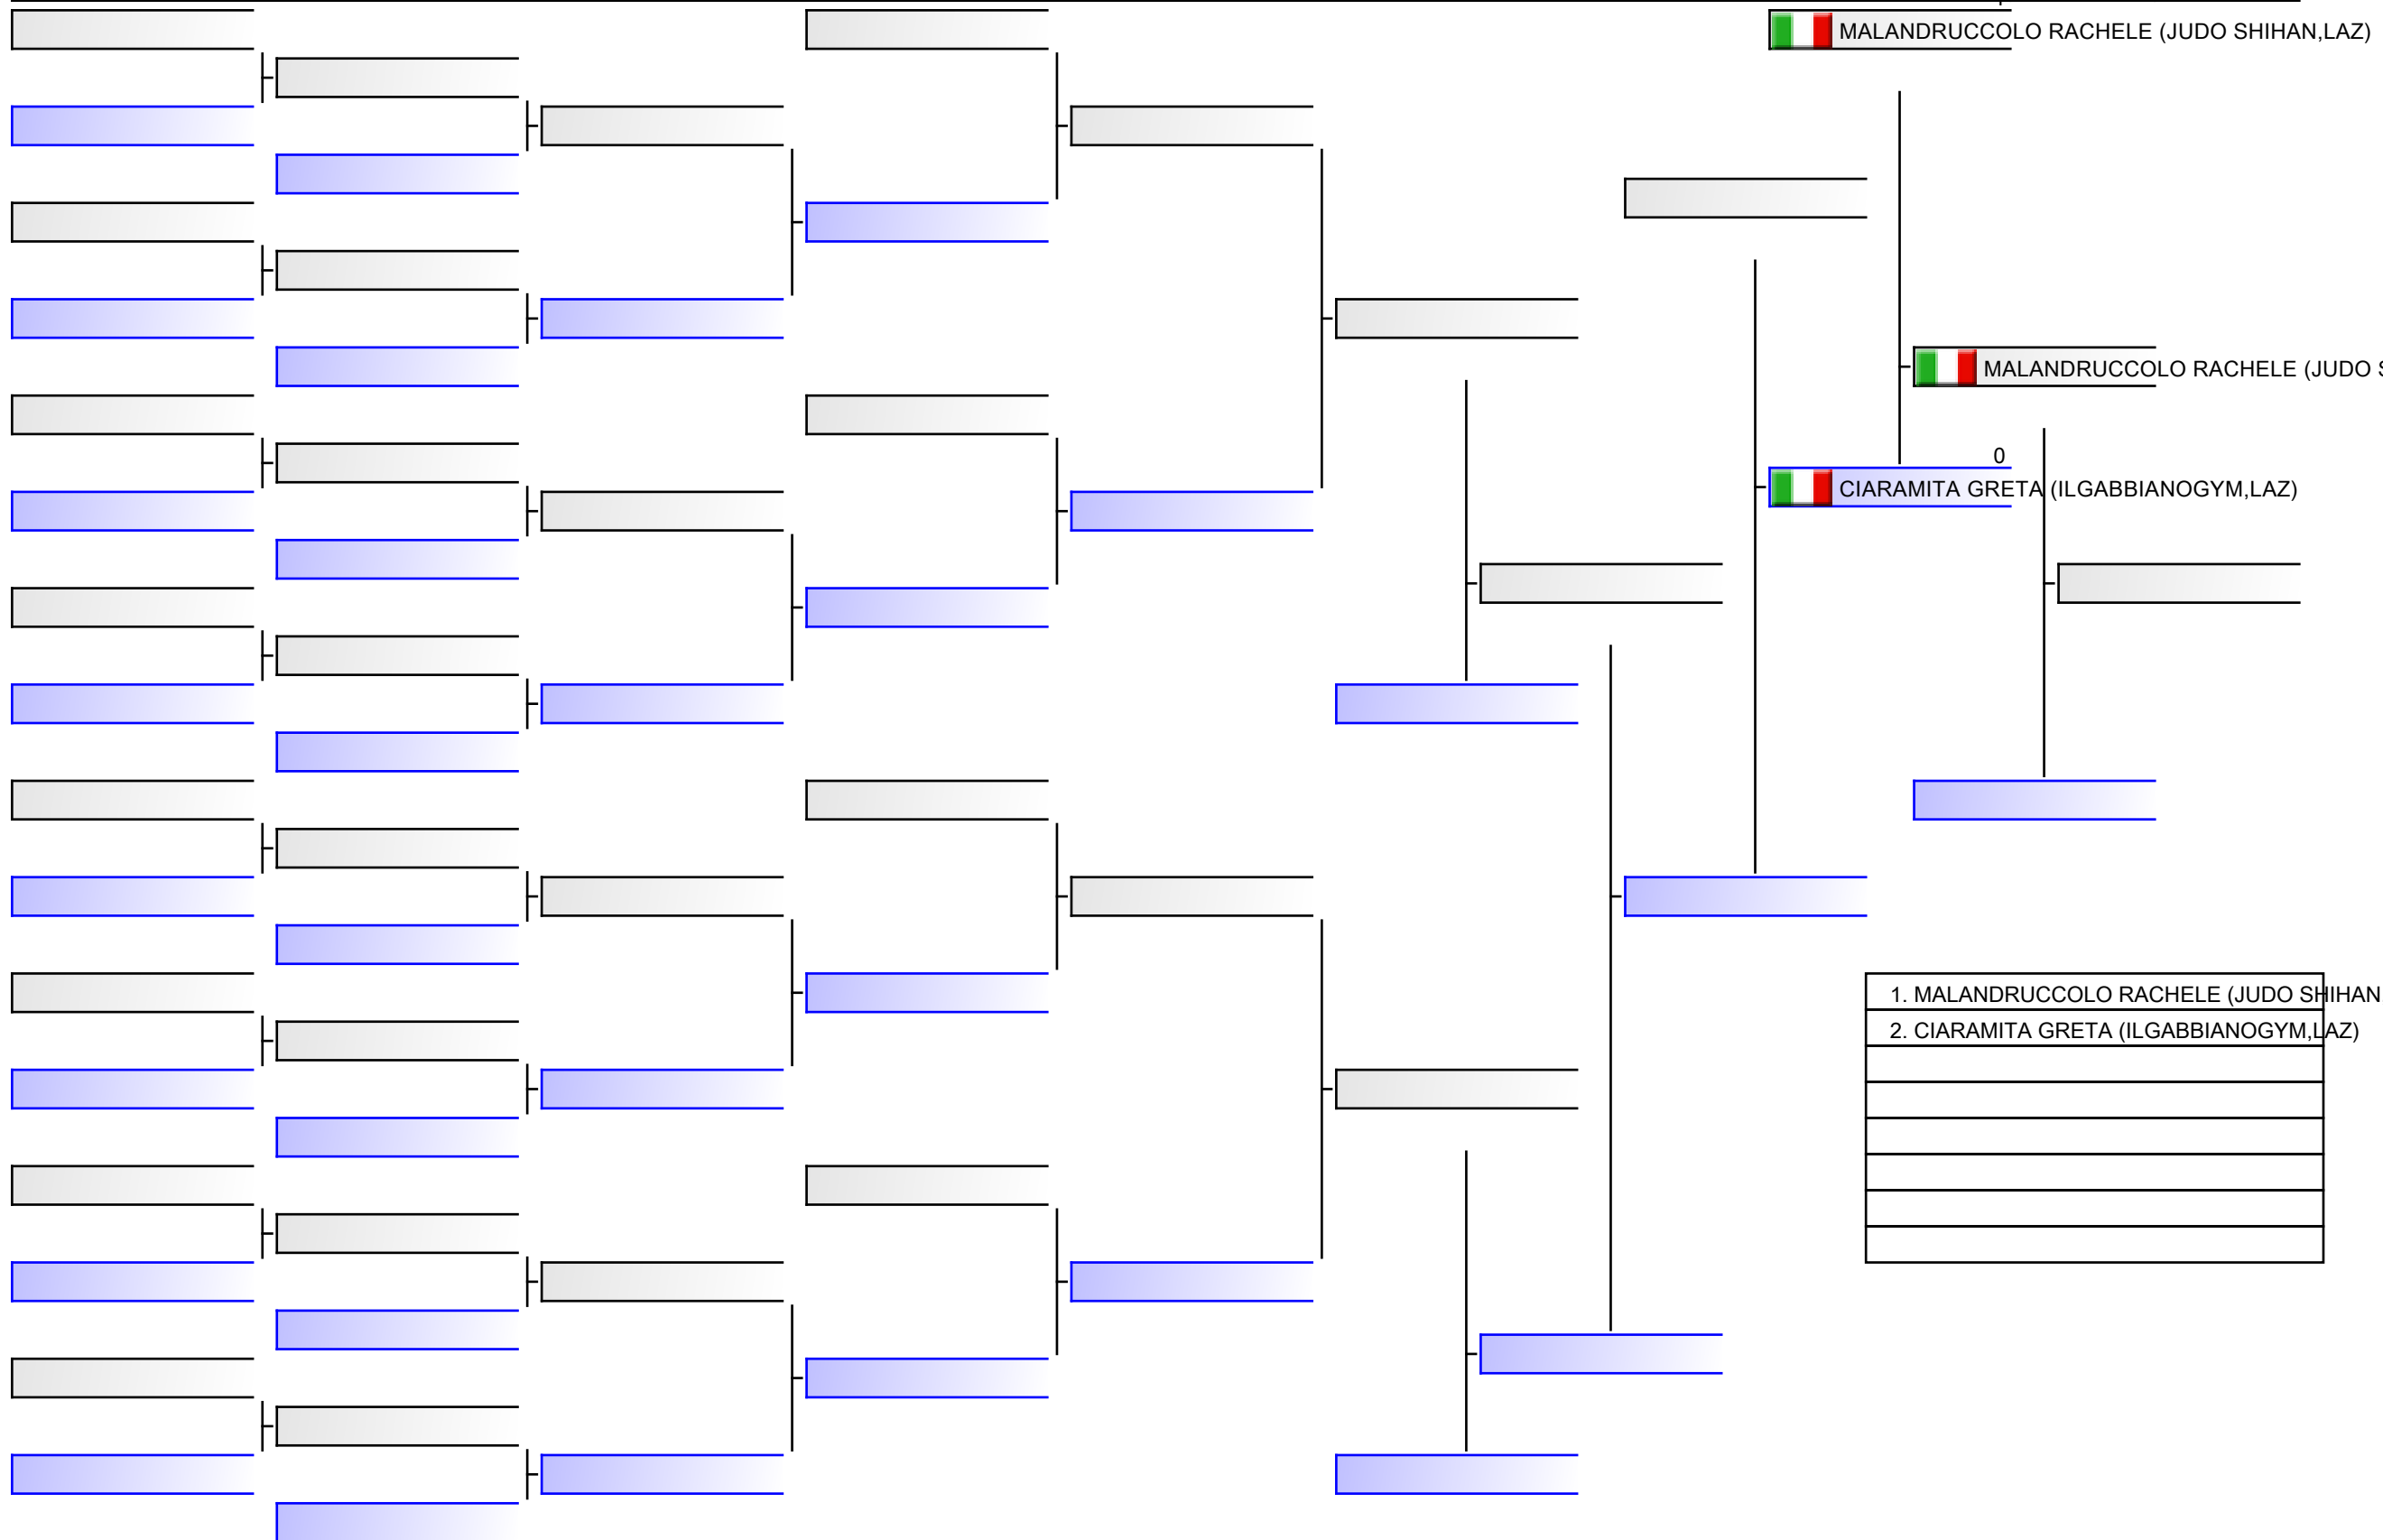 MALANDRUCCOLO RACHELE (JUDO SHIHAN,LAZ)
MALANDRUCCOLO RACHELE (JUDO
0
CIARAMITA GRETA (ILGABBIANOGYM,LAZ)
1. MALANDRUCCOLO RACHELE (JUDO SHIHAN
2. CIARAMITA GRETA (ILGABBIANOGYM,LAZ)